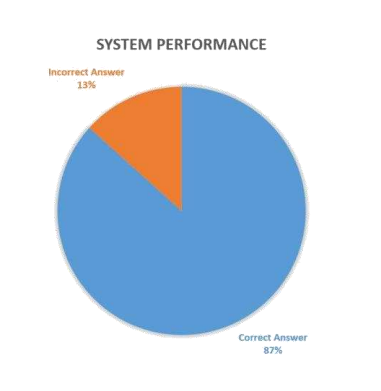 SYSTEM PERFORMANCE
Incorrect Answer
13%
Correct Answer
87%